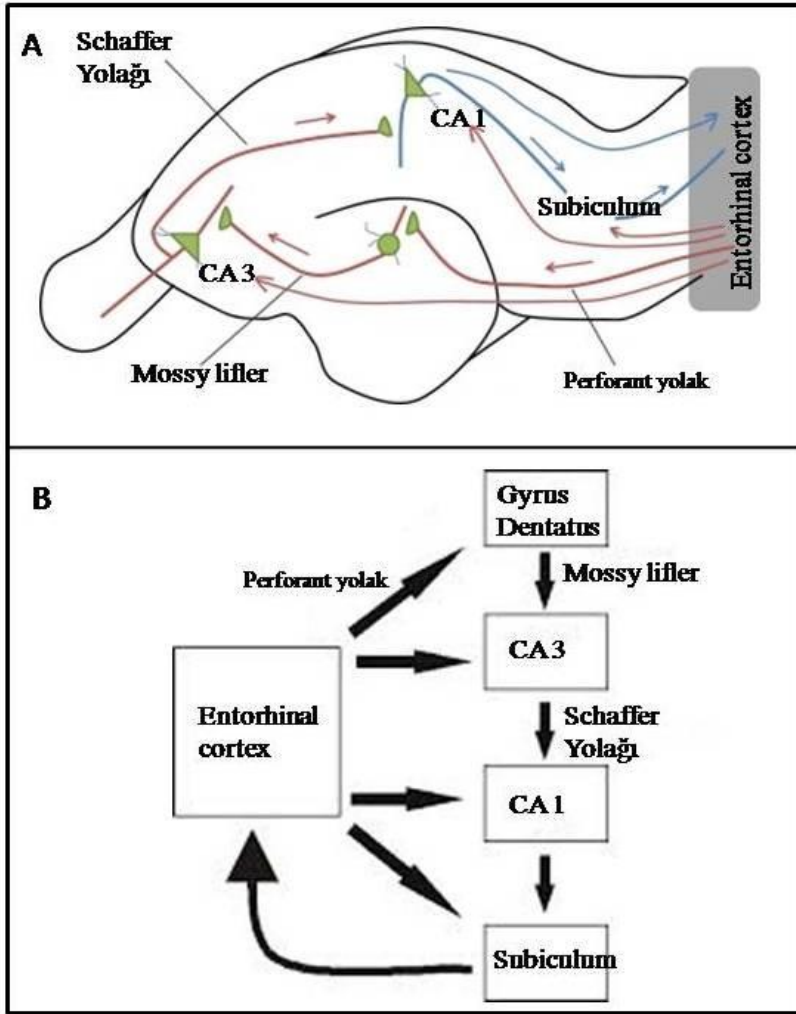 A
Schaffer
Yolağı
CA1
Subiculum
Entorhinal cortex
CA3
Mossy lifler
Perforant yolak
B
Gyrus
Dentatus
Perforant yolak
Mossy lifler
CA3
Entorhinal
cortex
Schaffer
Yolağı
CA1
Subiculum